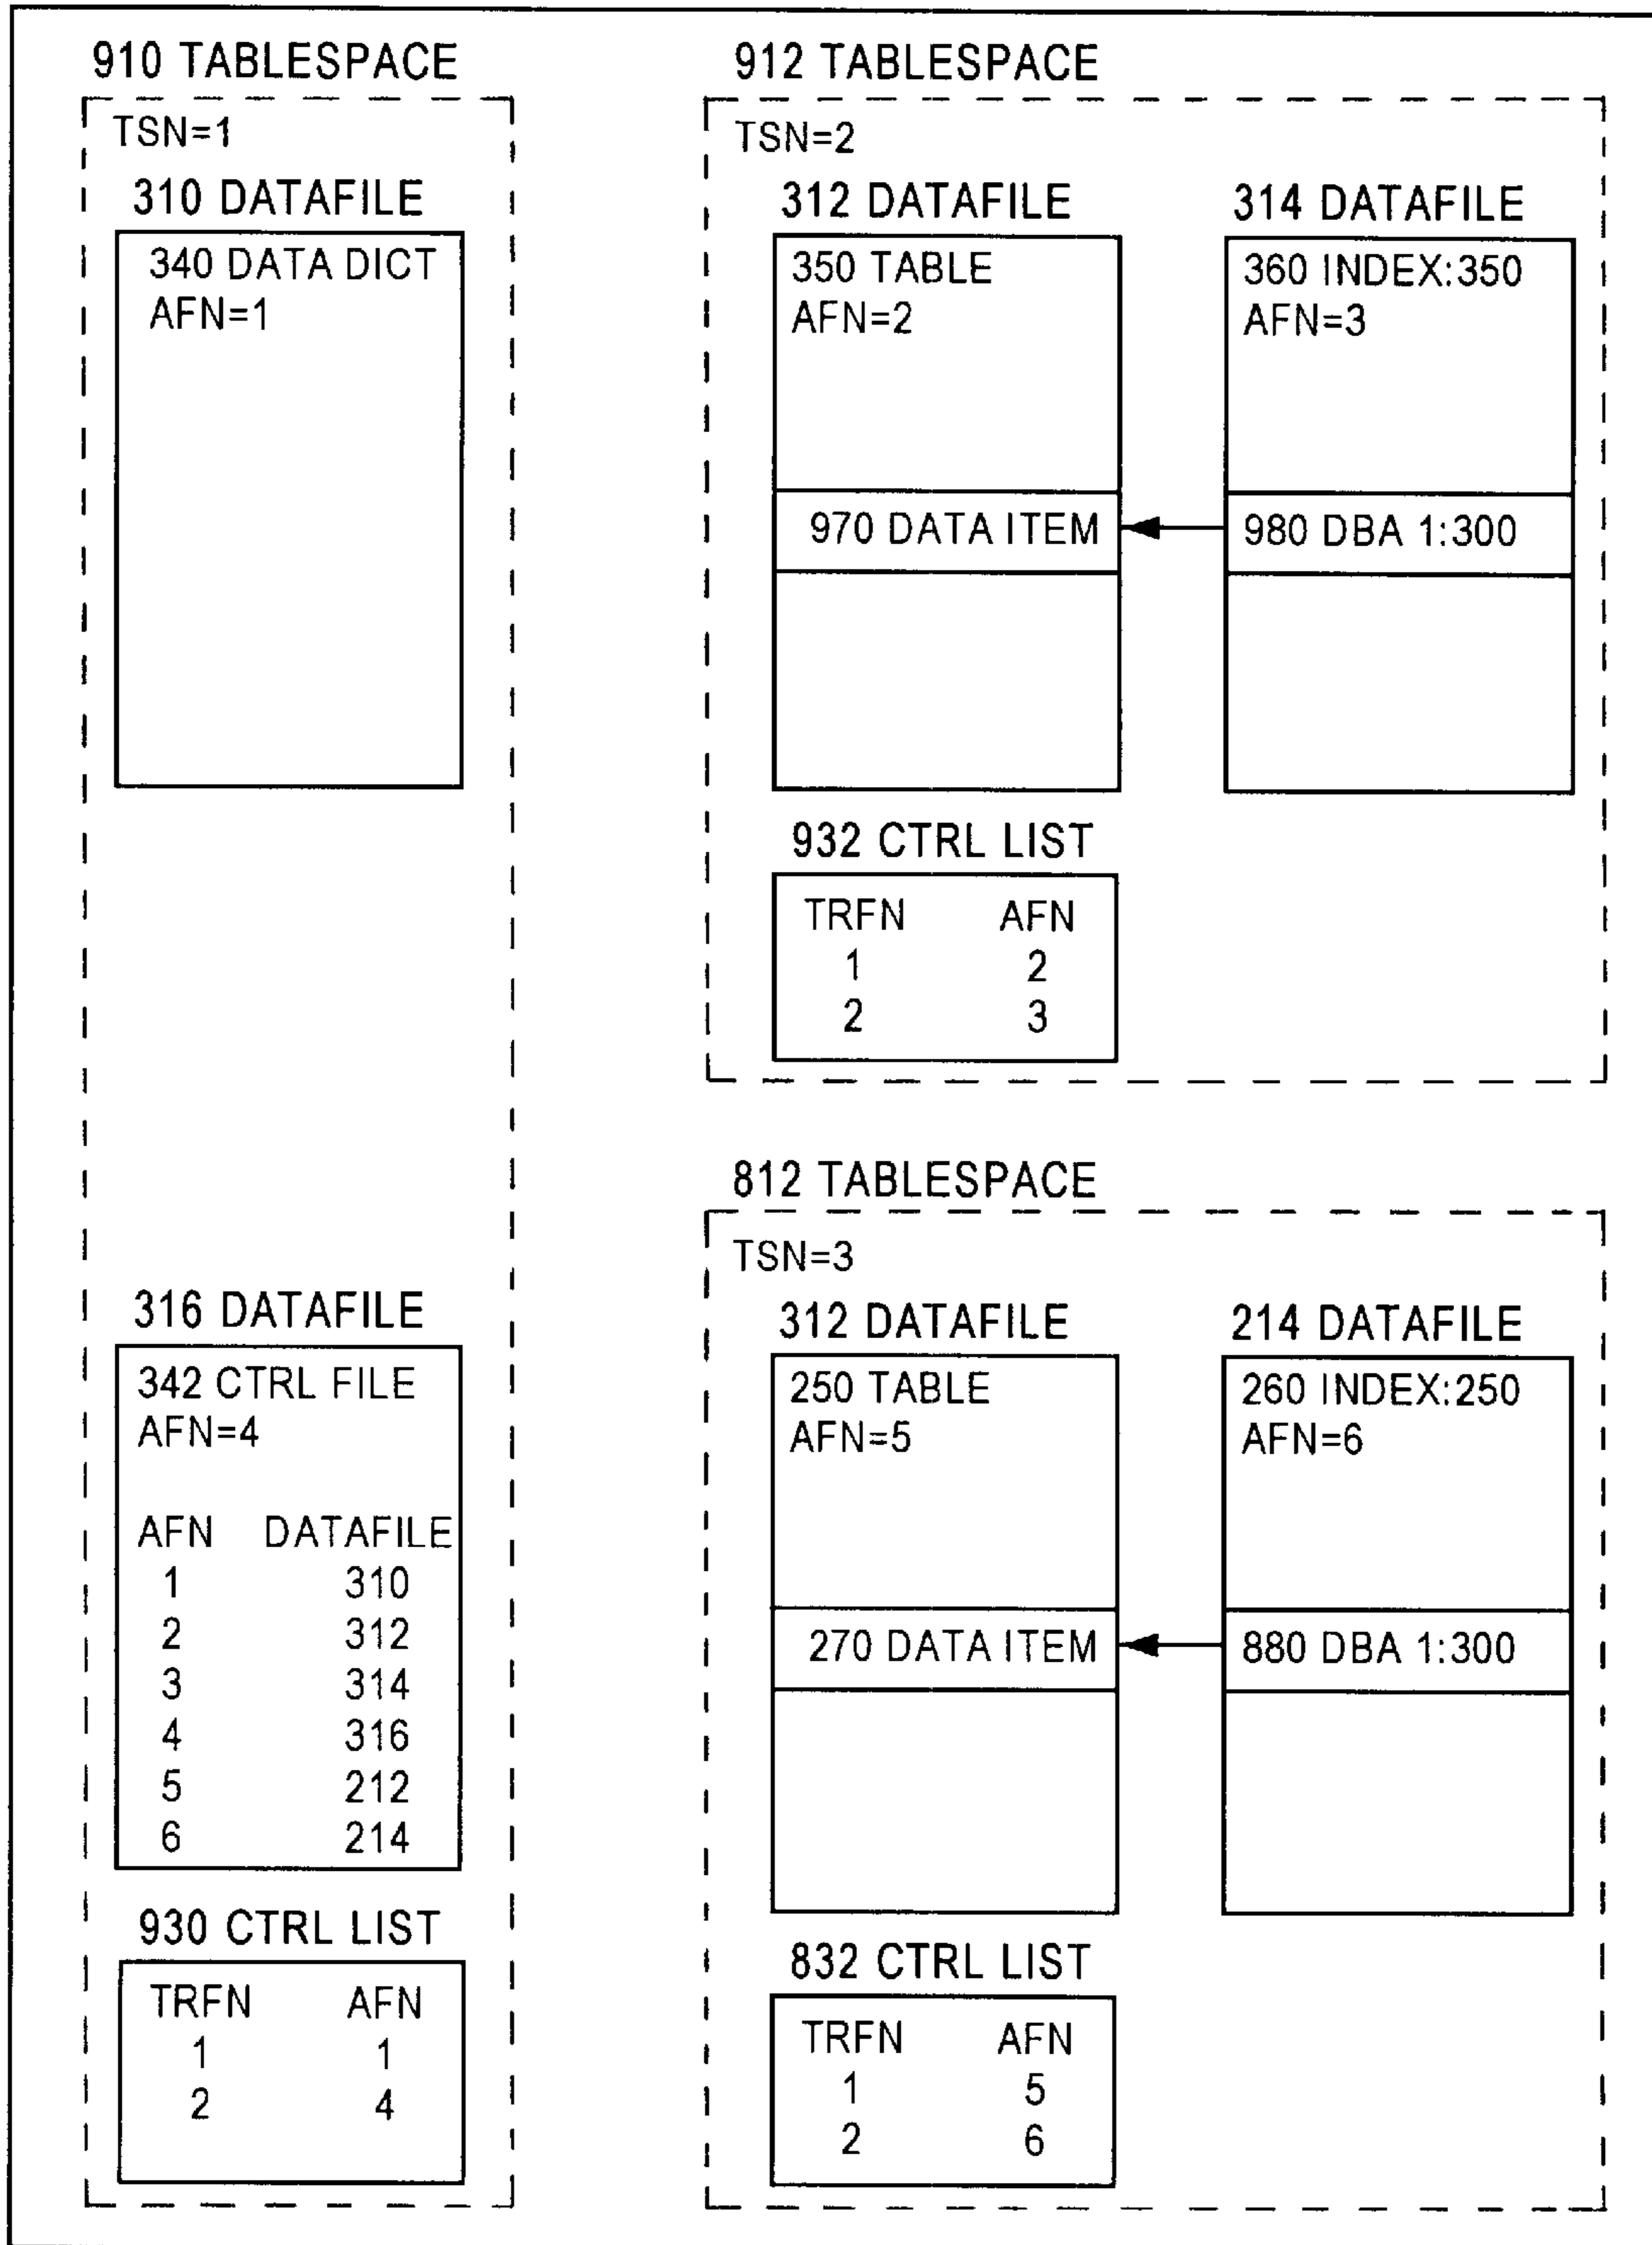 910 TABLESPACE
TSN=1
310 DATAFILE
340 DATA DICT
AFN=1
316 DATAFILE
342 CTRL FILE
AFN=4
AFN DATAFILE
1 310
2 312
3 314
4 316
5 212
6 214
930 CTRL LIST
TRFN AFN
1 1
2 4
912 TABLESPACE
TSN=2
312 DATAFILE
350 TABLE
AFN=2
970 DATA ITEM
314 DATAFILE
360 INDEX:350
AFN=3
980 DBA 1:300
932 CTRL LIST
TRFN AFN
1 2
2 3
812 TABLESPACE
TSN=3
312 DATAFILE
250 TABLE
AFN=5
270 DATA ITEM
214 DATAFILE
260 INDEX:250
AFN=6
880 DBA 1:300
832 CTRL LIST
TRFN AFN
1 5
2 6